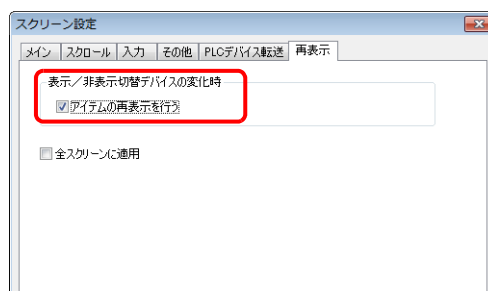 スクリーン設定
メイン スクロール 入力 その他 PLCデバイス転送 再表示
表示／非表示切替デバイスの変化時
アイテムの再表示を行う
全スクリーンに適用